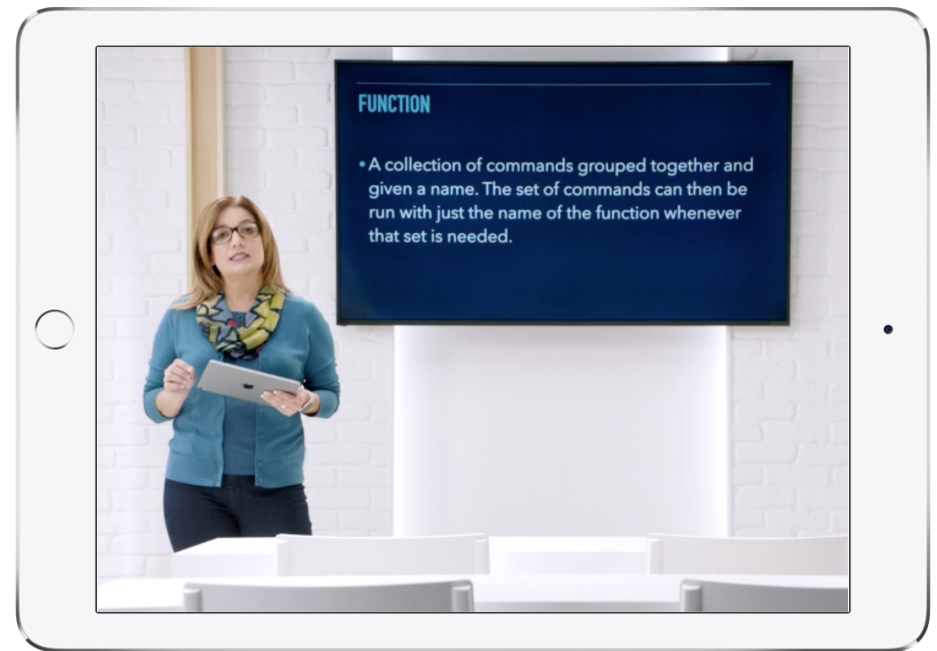 FUNCTION
• A collection of commands grouped together and
given a name. The set of commands can then be
run with just the name of the function whenever
that set is needed.